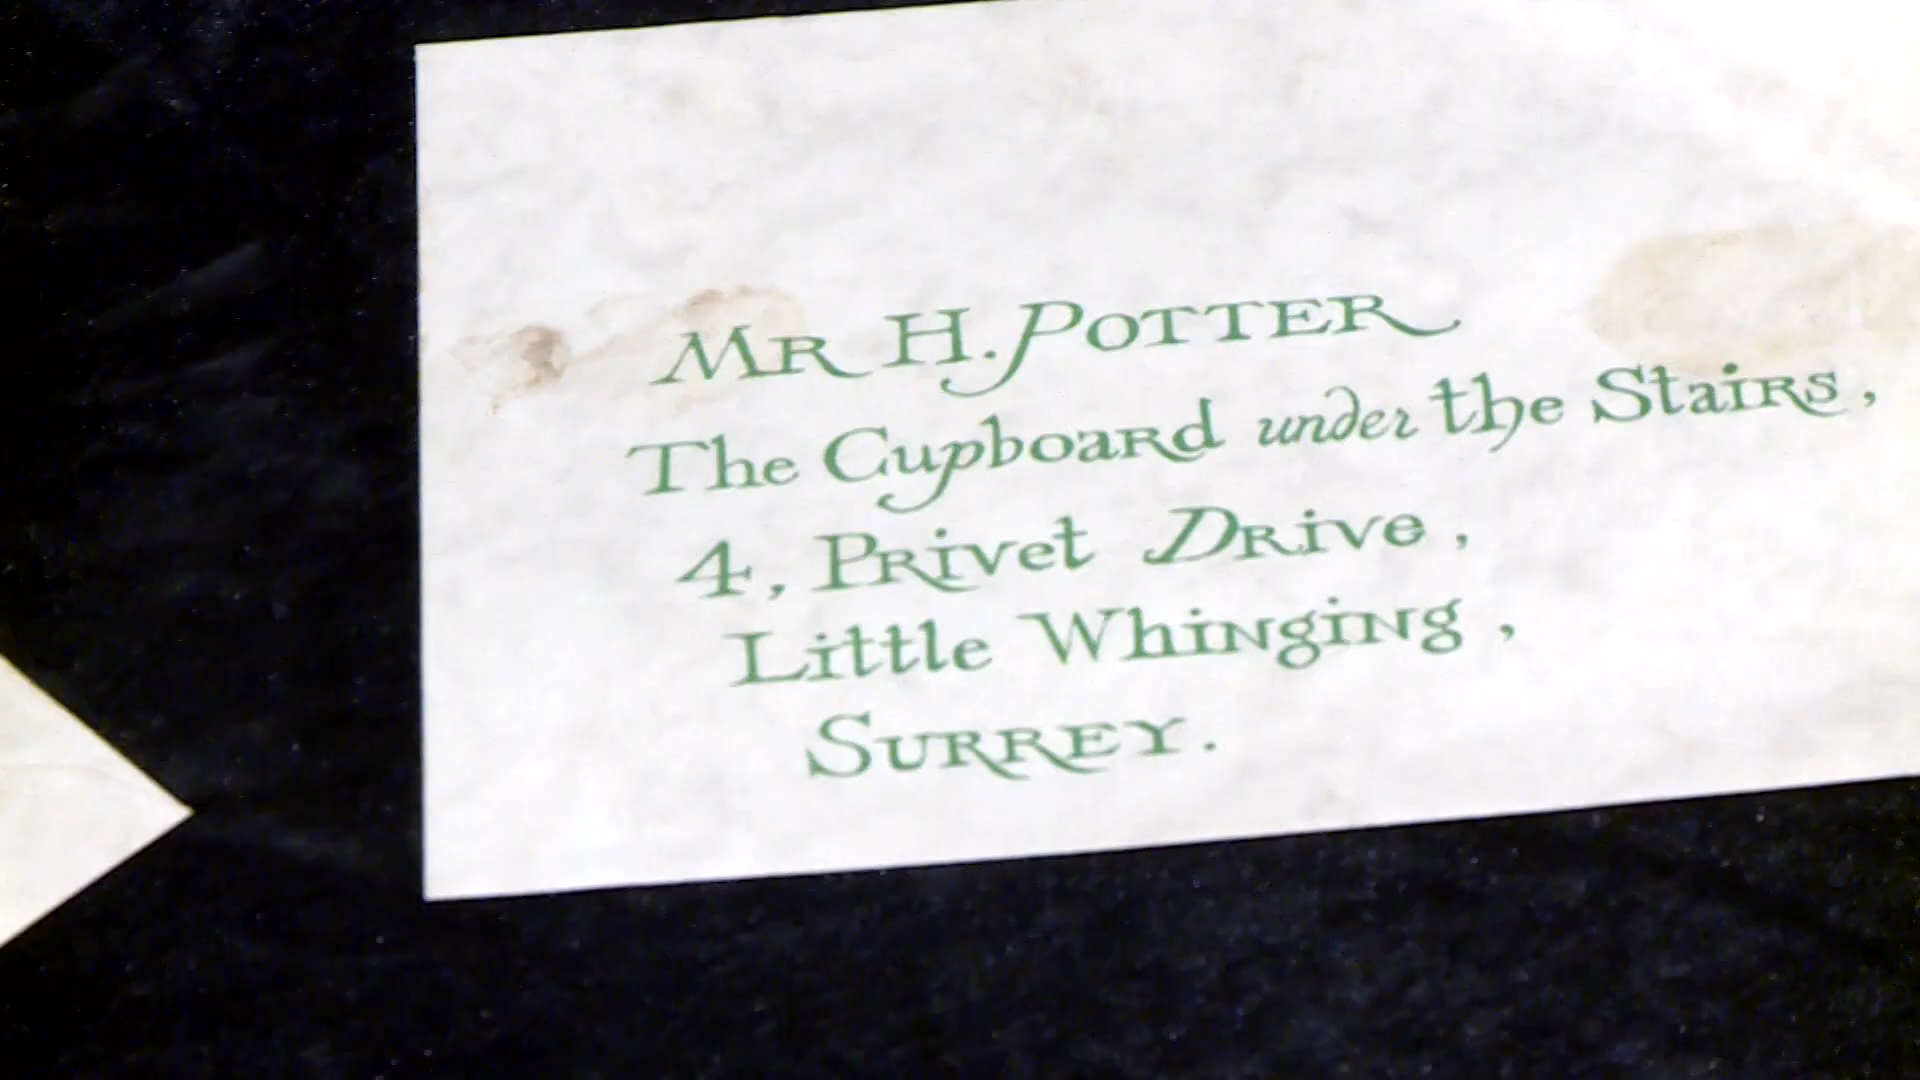 Mr H. Potter
The Cupboard under the Stairs,
4, Privet Drive,
Little Whinging,
Surrey.